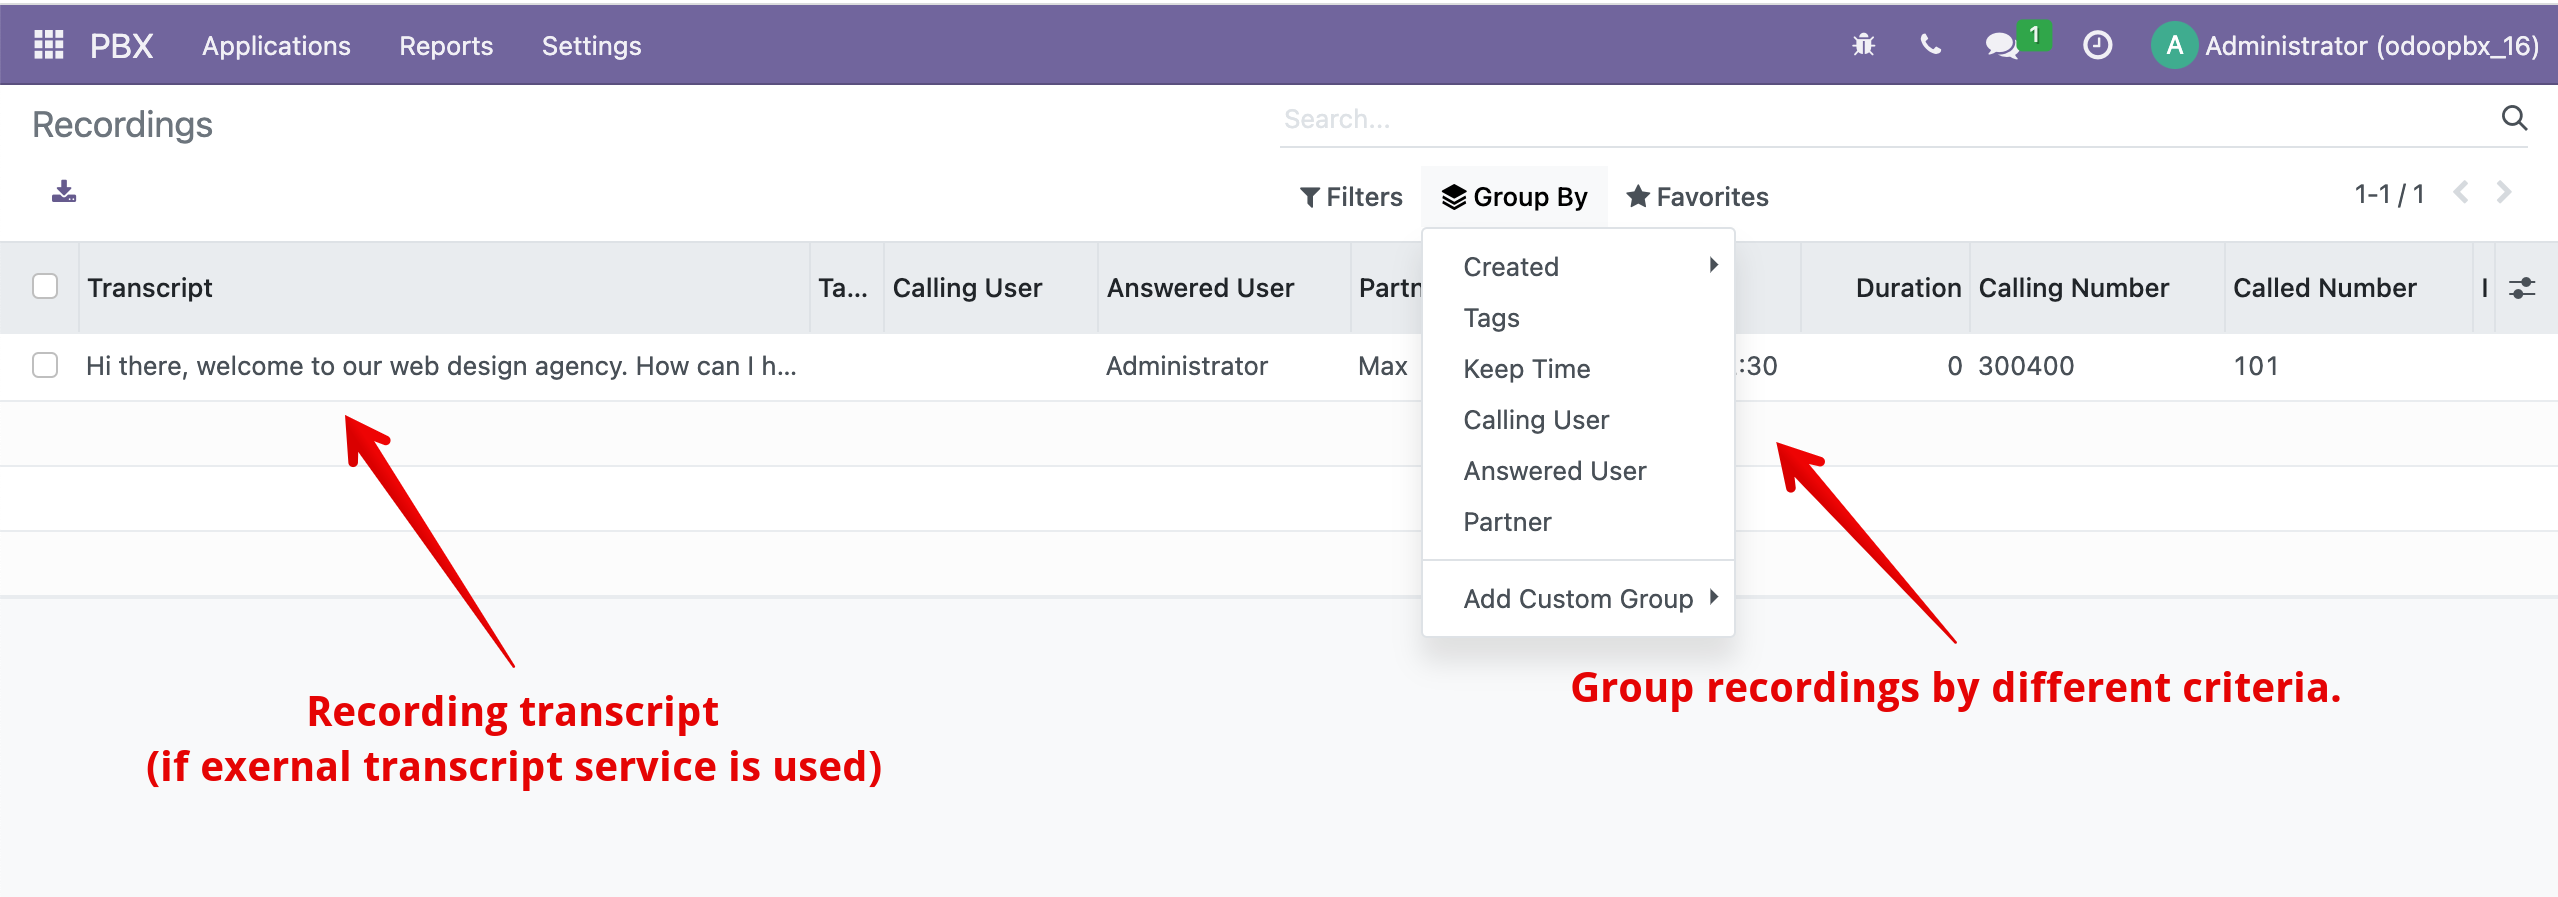 PBX Applications Reports Settings 1 A Administrator (odoopbx_16)
Recordings Search...
Filters Group By Favorites 1-1 / 1
Transcript Ta... Calling User Answered User Duration Calling Number Called Number
Hi there, welcome to our web design agency. How can I h... Administrator Max :30 0 300400 101
Created
Tags
Keep Time
Calling User
Answered User
Partner
Add Custom Group
Group recordings by different criteria.
Recording transcript
(if exernal transcript service is used)